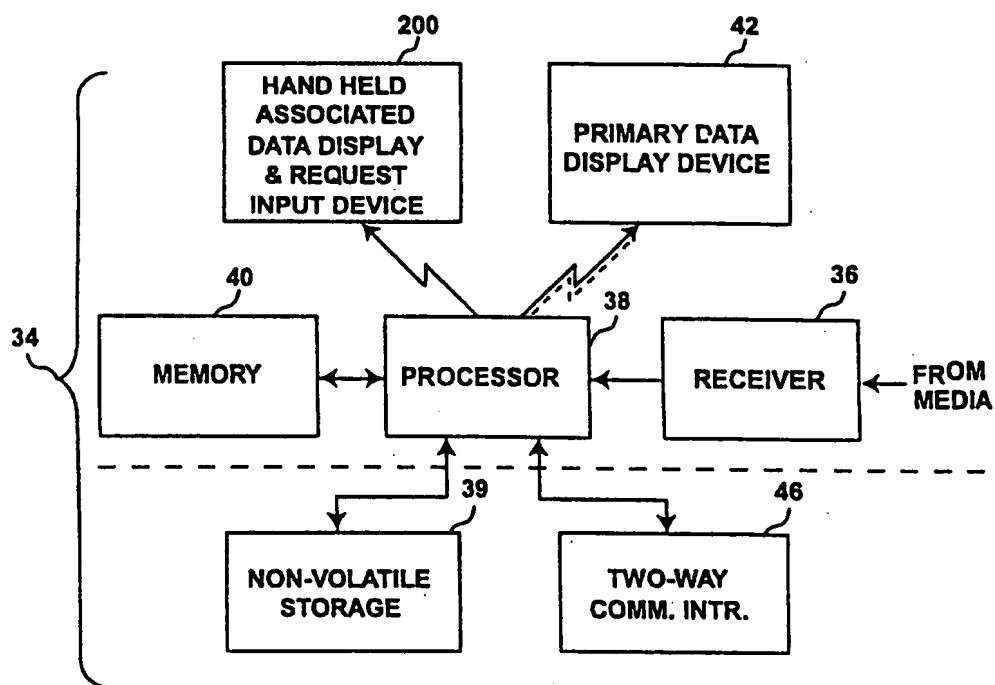 200
HAND HELD
ASSOCIATED
DATA DISPLAY
& REQUEST
INPUT DEVICE
42
PRIMARY DATA
DISPLAY DEVICE
34
40
MEMORY
38
PROCESSOR
36
RECEIVER
FROM
MEDIA
39
NON-VOLATILE
STORAGE
46
TWO-WAY
COMM. INTR.